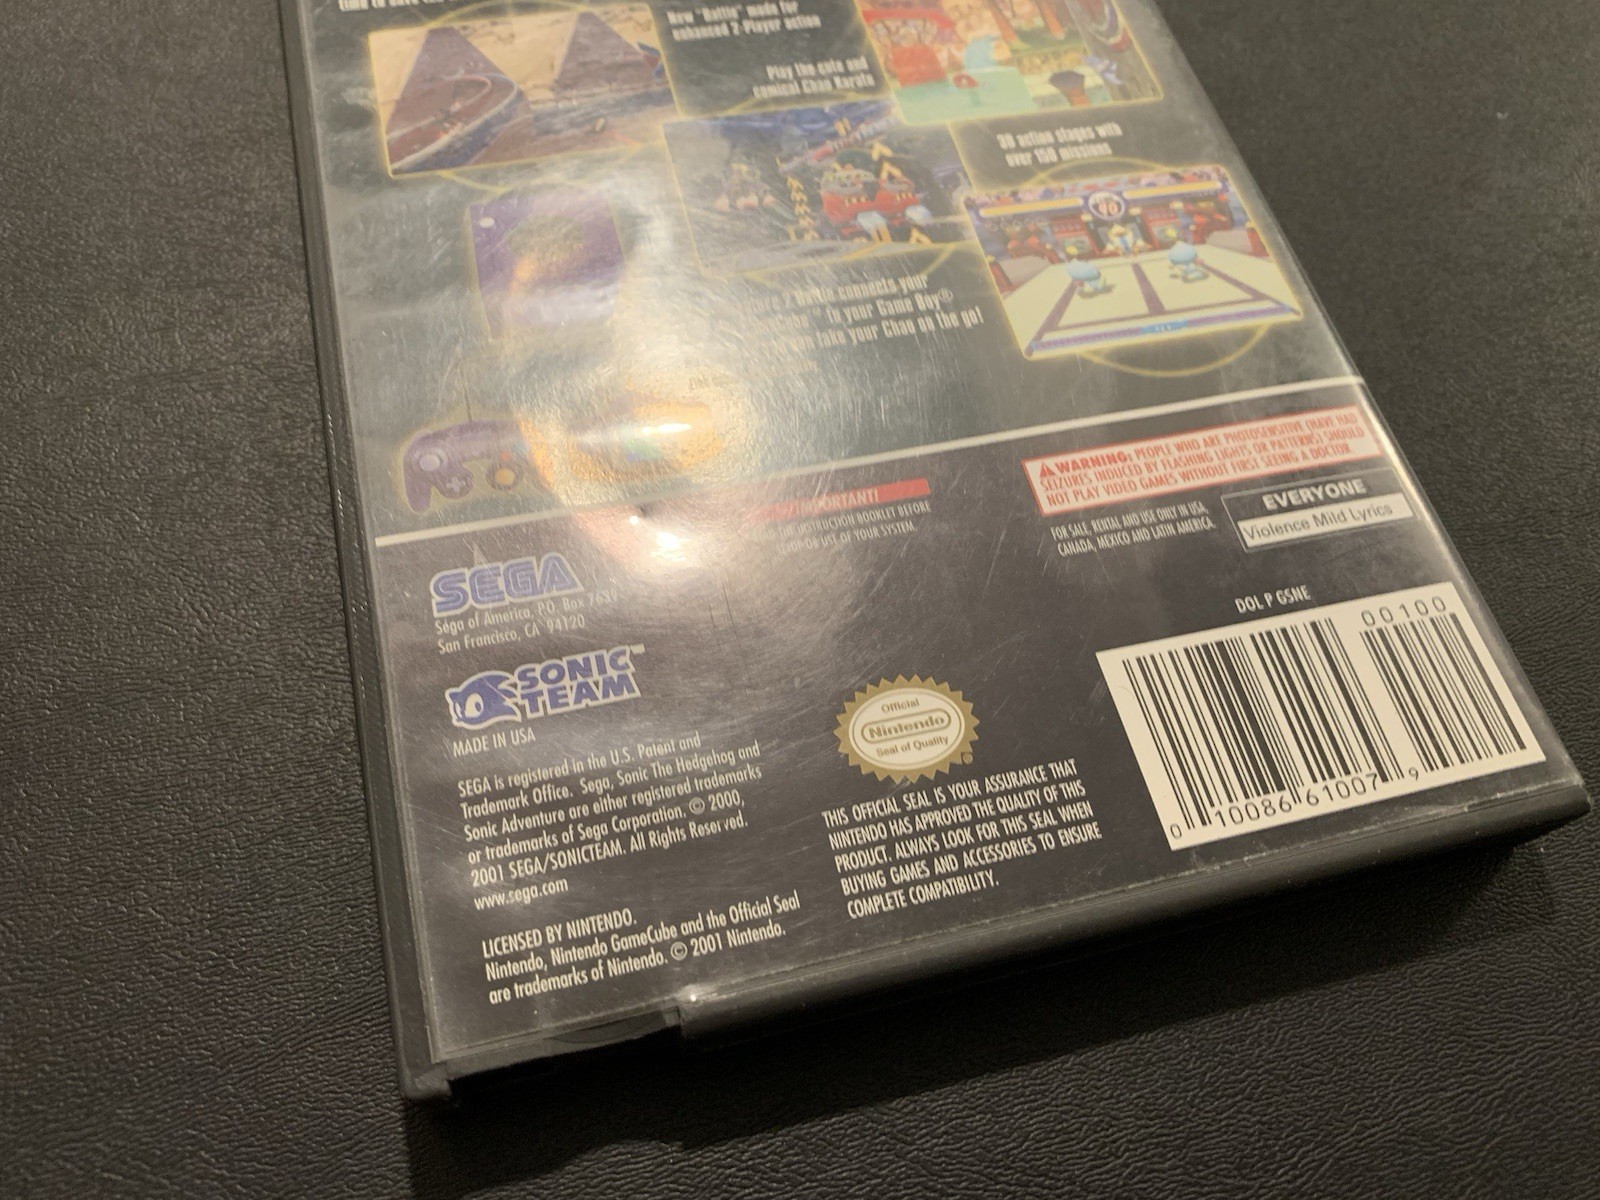 New "Battle" mode for
enhanced 2-Player action
Play the cute and
comical Chao Karate
30 action stages with
over 150 missions
connects your
to your Game Boy®
take your Chao on the go!
WARNING: PEOPLE WHO ARE PHOTOSENSITIVE (HAVE HAD
SEIZURES INDUCED BY FLASHING LIGHTS OR PATTERNS) SHOULD
NOT PLAY VIDEO GAMES WITHOUT FIRST SEEING A DOCTOR.
IMPORTANT!
INSTRUCTION BOOKLET BEFORE
USE OF YOUR SYSTEM.
FOR SALE, RENTAL AND USE ONLY IN USA,
CANADA, MEXICO AND LATIN AMERICA.
EVERYONE
Violence Mild Lyrics
SEGA
Sega of America, P.O. Box 7639
San Francisco, CA 94120
SONIC
TEAM™
MADE IN USA
SEGA is registered in the U.S. Patent and
Trademark Office. Sega, Sonic The Hedgehog and
Sonic Adventure are either registered trademarks
or trademarks of Sega Corporation. © 2000,
2001 SEGA/SONICTEAM. All Rights Reserved.
www.sega.com
LICENSED BY NINTENDO.
Nintendo, Nintendo GameCube and the Official Seal
are trademarks of Nintendo. © 2001 Nintendo.
Official
Nintendo
Seal of Quality
®
THIS OFFICIAL SEAL IS YOUR ASSURANCE THAT
NINTENDO HAS APPROVED THE QUALITY OF THIS
PRODUCT. ALWAYS LOOK FOR THIS SEAL WHEN
BUYING GAMES AND ACCESSORIES TO ENSURE
COMPLETE COMPATIBILITY.
DOL P GSNE
00100
0 10086 61007 9